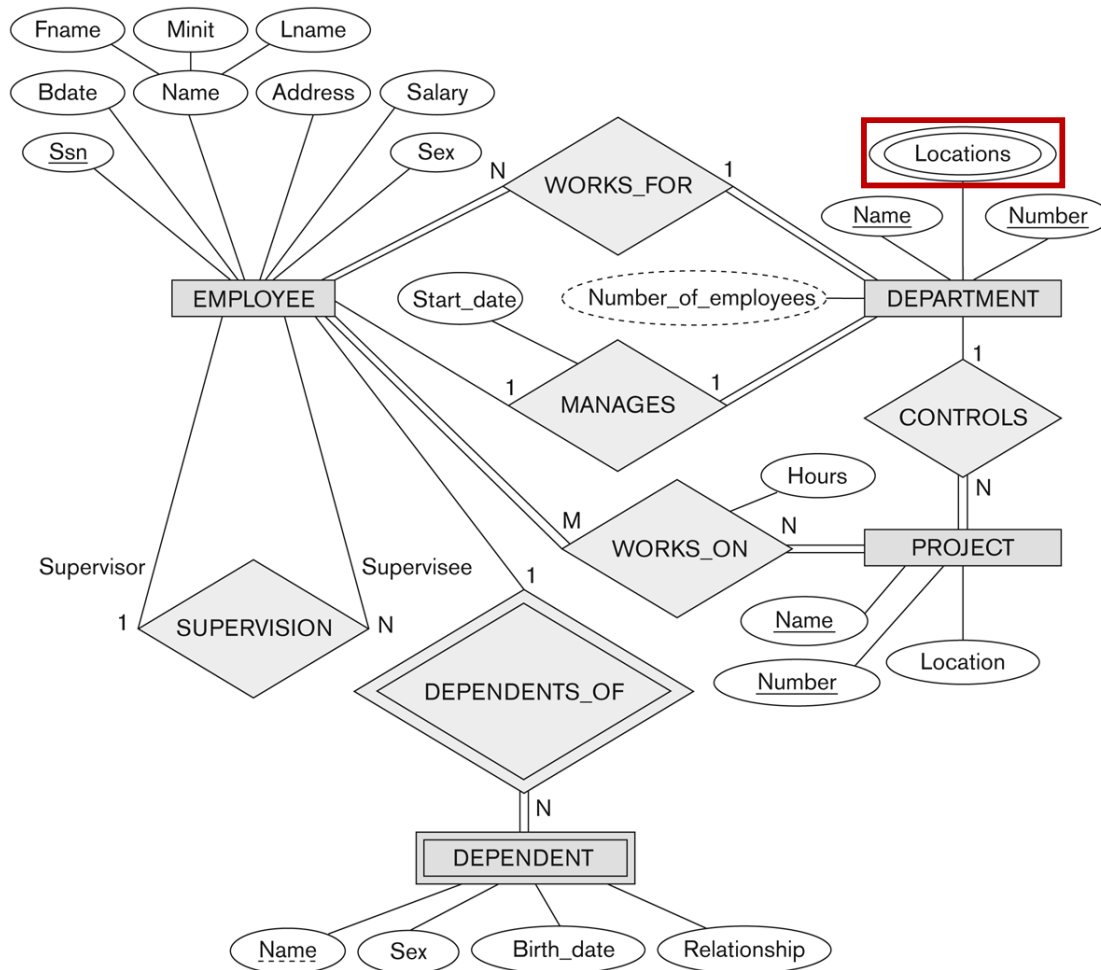 Fname
Minit
Lname
Bdate
Name
Address
Salary
Ssn
Sex
N
WORKS_FOR
1
Locations
Name
Number
EMPLOYEE
Start_date
Number_of_employees
DEPARTMENT
1
MANAGES
1
1
CONTROLS
N
Hours
M
WORKS_ON
N
PROJECT
Supervisor
Supervisee
1
SUPERVISION
N
1
Name
Number
Location
DEPENDENTS_OF
N
DEPENDENT
Name
Sex
Birth_date
Relationship